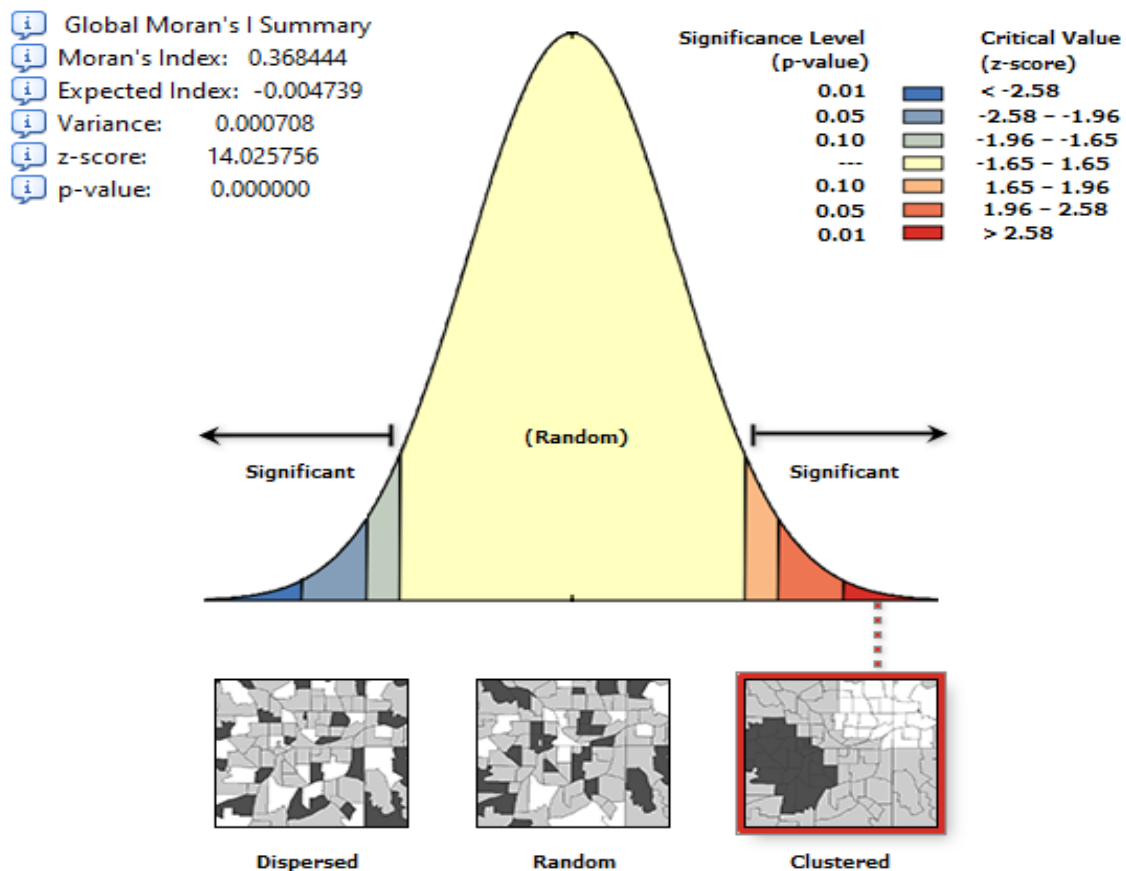 Global Moran's I Summary
Moran's Index: 0.368444
Expected Index: -0.004739
Variance: 0.000708
z-score: 14.025756
p-value: 0.000000
Significance Level
(p-value)
Critical Value
(z-score)
0.01 < -2.58
0.05 -2.58 – -1.96
0.10 -1.96 – -1.65
--- -1.65 – 1.65
0.10 1.65 – 1.96
0.05 1.96 – 2.58
0.01 > 2.58
(Random)
Significant
Significant
Dispersed
Random
Clustered